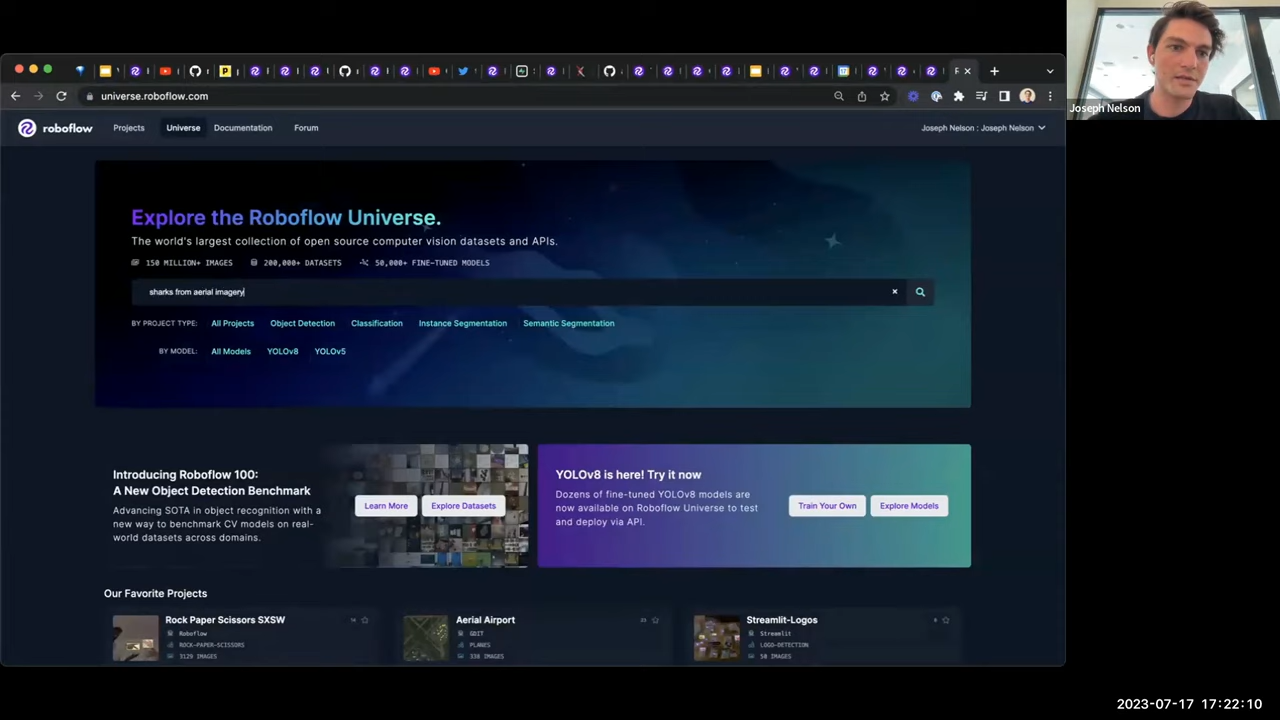 universe.roboflow.com
roboflow
Projects
Universe
Documentation
Forum
Joseph Nelson : Joseph Nelson
Joseph Nelson
Explore the Roboflow Universe.
The world's largest collection of open source computer vision datasets and APIs.
150 MILLION+ IMAGES
200,000+ DATASETS
50,000+ FINE-TUNED MODELS
sharks from aerial imagery
BY PROJECT TYPE:
All Projects
Object Detection
Classification
Instance Segmentation
Semantic Segmentation
BY MODEL:
All Models
YOLOv8
YOLOv5
Introducing Roboflow 100:
A New Object Detection Benchmark
Advancing SOTA in object recognition with a
new way to benchmark CV models on real-
world datasets across domains.
Learn More
Explore Datasets
YOLOv8 is here! Try it now
Dozens of fine-tuned YOLOv8 models are
now available on Roboflow Universe to test
and deploy via API.
Train Your Own
Explore Models
Our Favorite Projects
Rock Paper Scissors SXSW
14
Roboflow
ROCK-PAPER-SCISSORS
3129 IMAGES
Aerial Airport
GDIT
PLANES
338 IMAGES
Streamlit-Logos
Streamlit
LOGO-DETECTION
50 IMAGES
2023-07-17 17:22:10